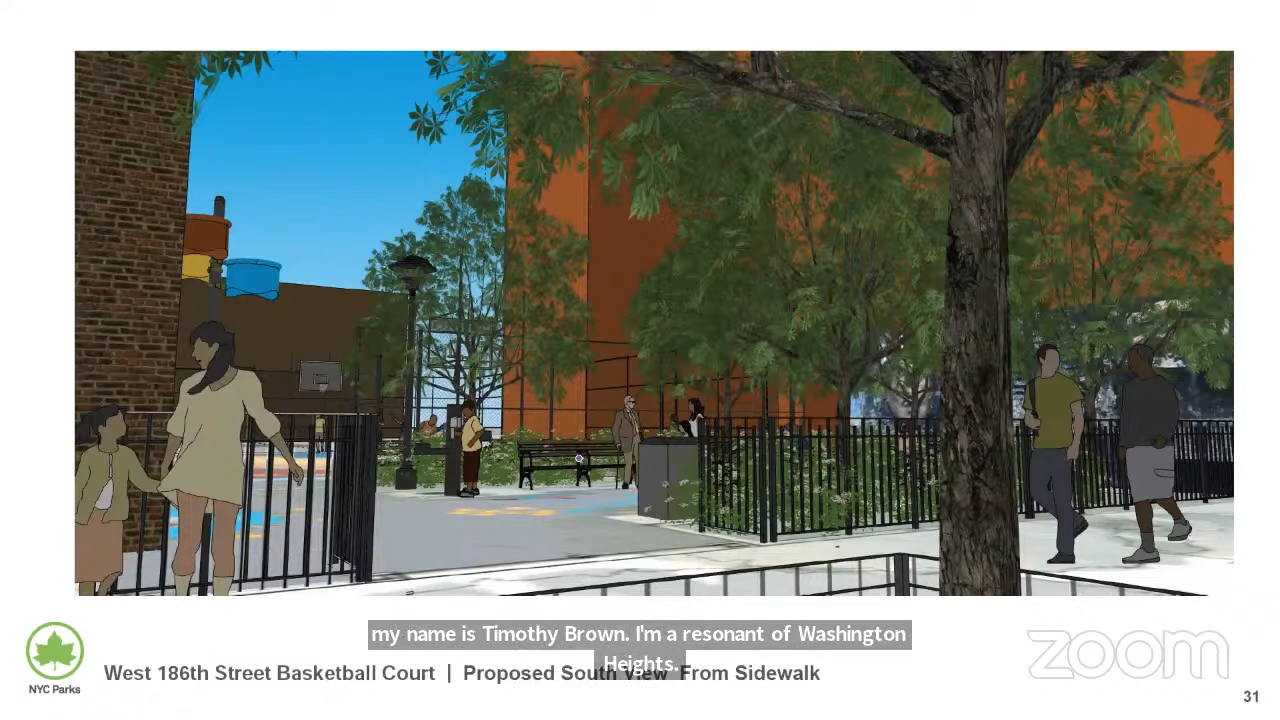 my name is Timothy Brown. I'm a resonant of Washington
Heights.
NYC Parks
West 186th Street Basketball Court | Proposed South View From Sidewalk
zoom
31